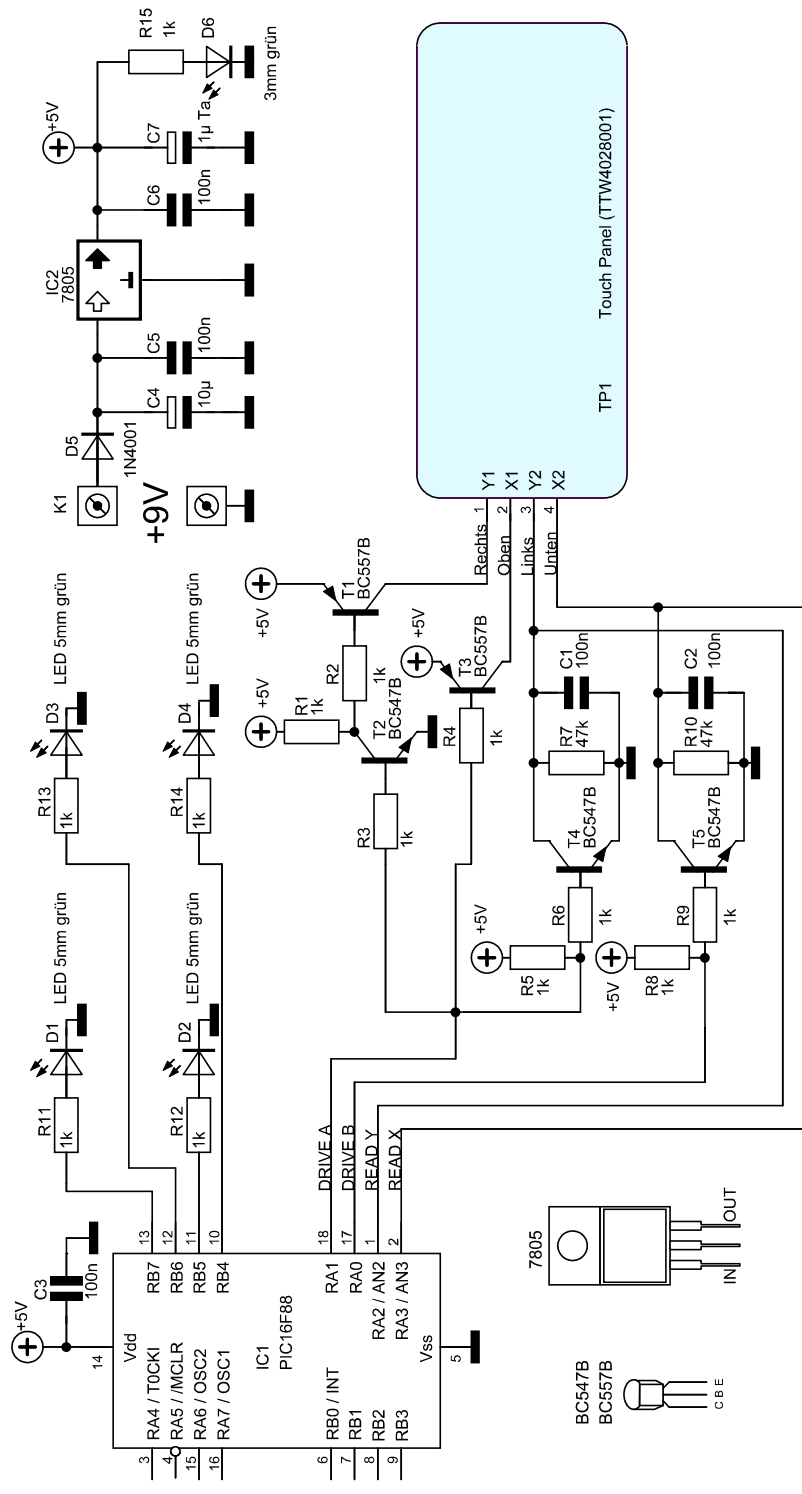 R15
1k
D6
3mm grün
+5V
C7
1µ Ta
C6
100n
IC2
7805
C5
100n
C4
10µ
D5
1N4001
K1
+9V
TP1
Touch Panel (TTW4028001)
Y1
X1
Y2
X2
1
2
3
4
Rechts
Oben
Links
Unten
LED 5mm grün
D3
R13
1k
LED 5mm grün
D4
R14
1k
LED 5mm grün
D1
R11
1k
LED 5mm grün
D2
R12
1k
+5V
T1
BC557B
R2
1k
+5V
R1
1k
T2
BC547B
R3
1k
+5V
T3
BC557B
R4
1k
C1
100n
R7
47k
T4
BC547B
R6
1k
+5V
R5
1k
C2
100n
R10
47k
T5
BC547B
R9
1k
+5V
R8
1k
DRIVE A
DRIVE B
READ Y
READ X
+5V
C3
100n
14
Vdd
13
12
11
10
RB7
RB6
RB5
RB4
18
17
1
2
RA1
RA0
RA2 / AN2
RA3 / AN3
IC1
PIC16F88
Vss
5
RA4 / T0CKI
RA5 / /MCLR
RA6 / OSC2
RA7 / OSC1
3
4
15
16
RB0 / INT
RB1
RB2
RB3
6
7
8
9
7805
IN
OUT
BC547B
BC557B
C B E